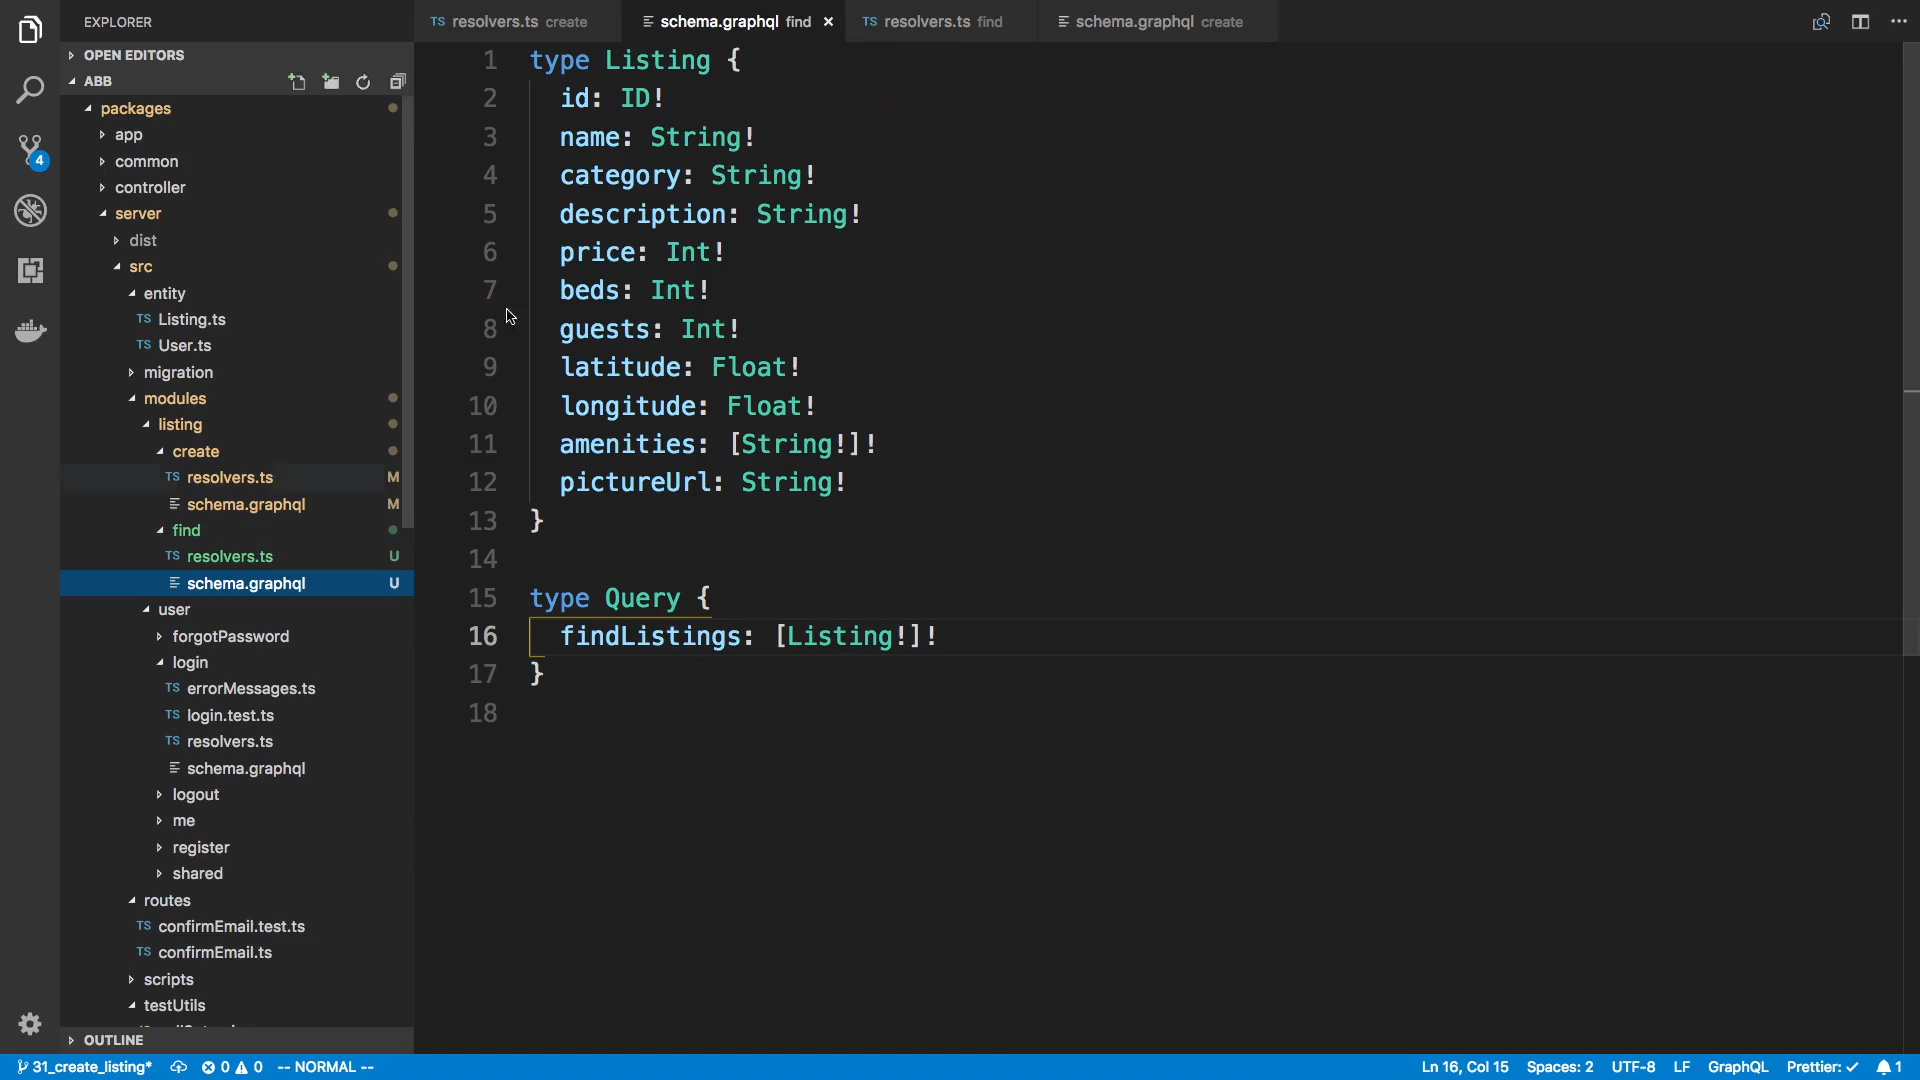 EXPLORER
OPEN EDITORS
ABB
packages
app
common
controller
server
dist
src
entity
TS Listing.ts
TS User.ts
migration
modules
listing
create
TS resolvers.ts M
schema.graphql M
find
TS resolvers.ts U
schema.graphql U
user
forgotPassword
login
TS errorMessages.ts
TS login.test.ts
TS resolvers.ts
schema.graphql
logout
me
register
shared
routes
TS confirmEmail.test.ts
TS confirmEmail.ts
scripts
testUtils
OUTLINE
4
TS resolvers.ts create
schema.graphql find ×
TS resolvers.ts find
schema.graphql create
1 type Listing {
2 id: ID!
3 name: String!
4 category: String!
5 description: String!
6 price: Int!
7 beds: Int!
8 guests: Int!
9 latitude: Float!
10 longitude: Float!
11 amenities: [String!]!
12 pictureUrl: String!
13 }
14
15 type Query {
16 findListings: [Listing!]!
17 }
18
31_create_listing* 0 0 -- NORMAL -- Ln 16, Col 15 Spaces: 2 UTF-8 LF GraphQL Prettier: ✓ 1